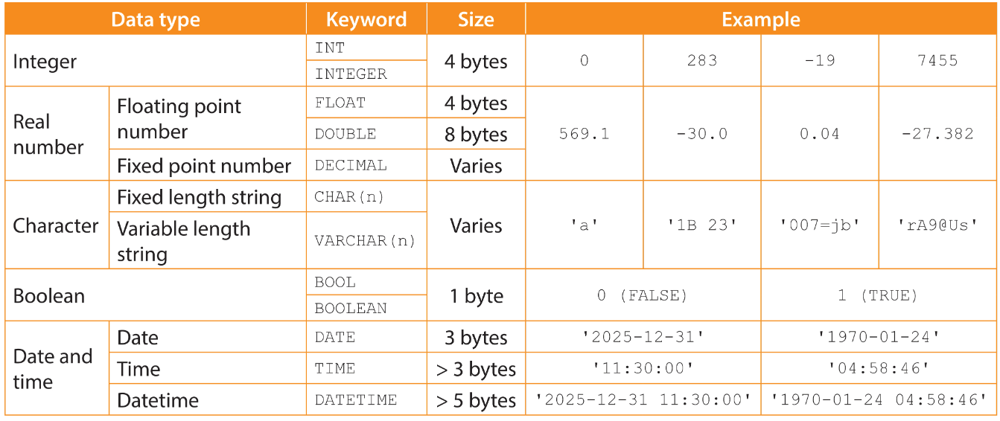 Data type Keyword Size Example
Integer INT 4 bytes 0 283 -19 7455
INTEGER
Real number Floating point number FLOAT 4 bytes 569.1 -30.0 0.04 -27.382
DOUBLE 8 bytes
Fixed point number DECIMAL Varies
Character Fixed length string CHAR(n) Varies 'a' '1B 23' '007=jb' 'rA9@Us'
Variable length string VARCHAR(n)
Boolean BOOL 1 byte 0 (FALSE) 1 (TRUE)
BOOLEAN
Date and time Date DATE 3 bytes '2025-12-31' '1970-01-24'
Time TIME > 3 bytes '11:30:00' '04:58:46'
Datetime DATETIME > 5 bytes '2025-12-31 11:30:00' '1970-01-24 04:58:46'